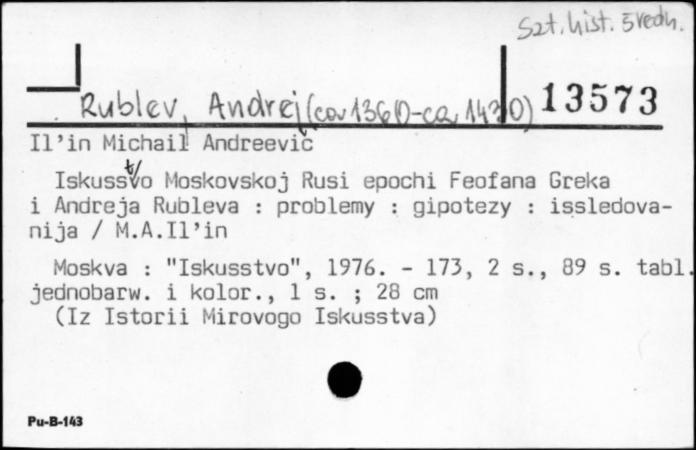 Szt. hist. średn.
Rublev, Andrej (ca 1360-ca 1430) 13573
Il'in Michail Andreevič
Iskusstvo Moskovskoj Rusi epochi Feofana Greka
i Andreja Rubleva : problemy : gipotezy : issledova-
nija / M.A.Il'in
Moskva : "Iskusstvo", 1976. - 173, 2 s., 89 s. tabl.
jednobarw. i kolor., 1 s. ; 28 cm
(Iz Istorii Mirovogo Iskusstva)
Pu-B-143